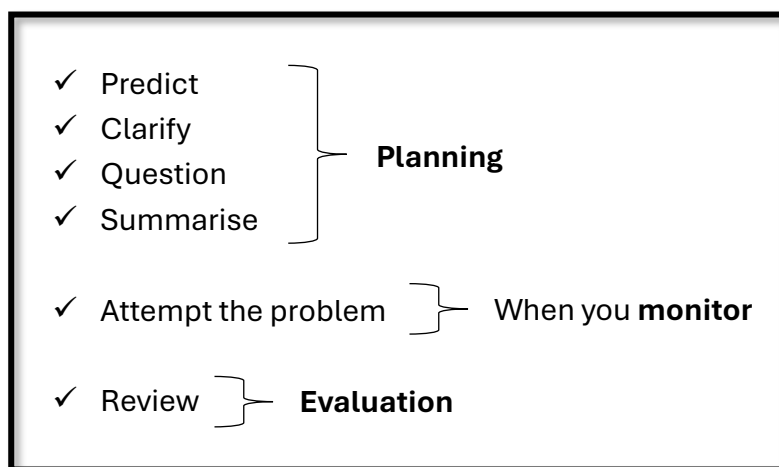 ✓ Predict
✓ Clarify
Planning
✓ Question
✓ Summarise
✓ Attempt the problem When you monitor
✓ Review Evaluation